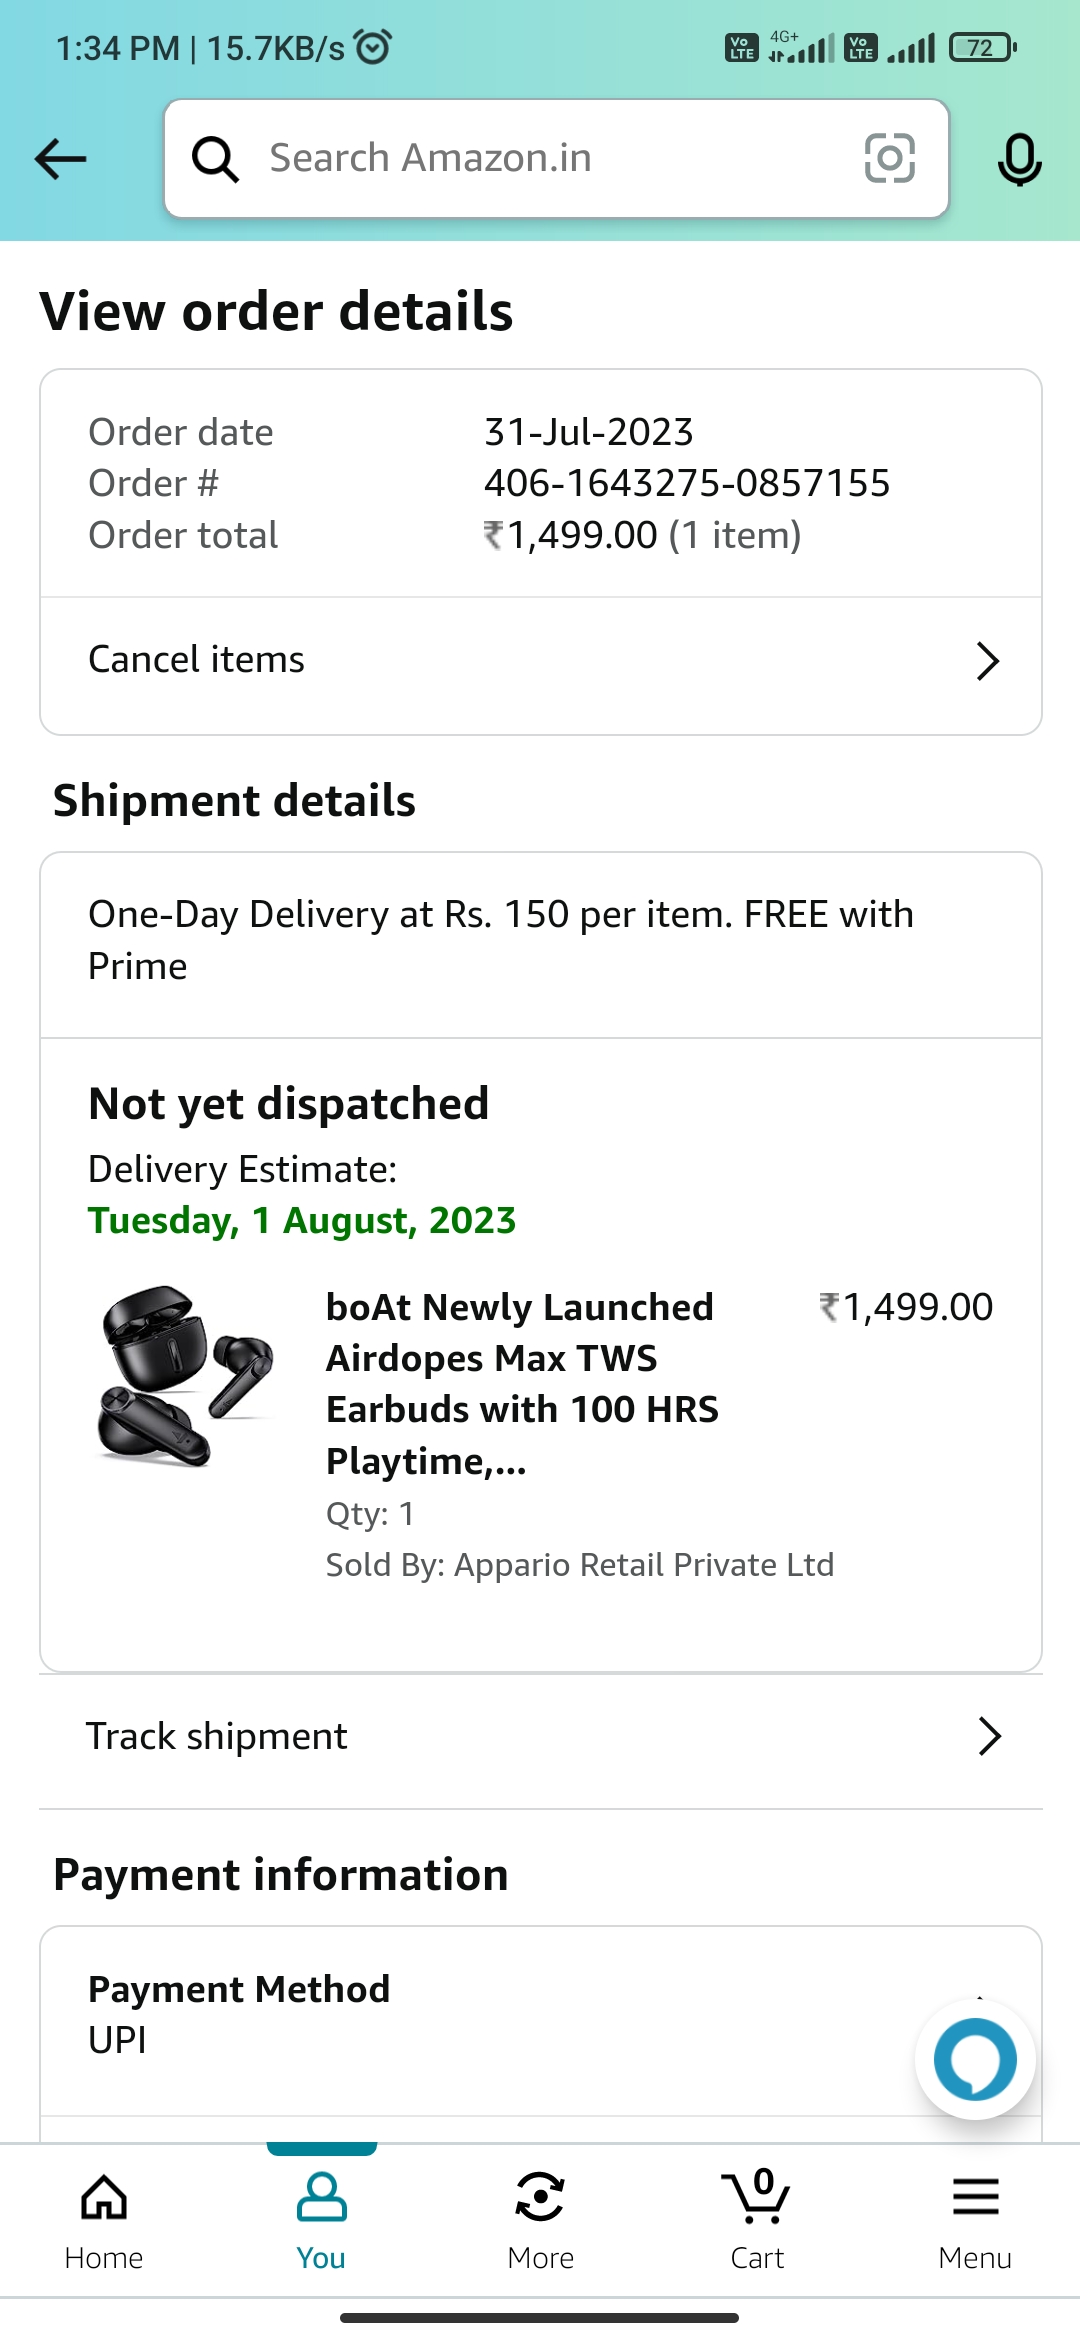 1:34 PM | 15.7KB/s
Vo LTE 4G+ Vo LTE 72
Search Amazon.in
View order details
Order date 31-Jul-2023
Order # 406-1643275-0857155
Order total ₹1,499.00 (1 item)
Cancel items
Shipment details
One-Day Delivery at Rs. 150 per item. FREE with
Prime
Not yet dispatched
Delivery Estimate:
Tuesday, 1 August, 2023
boAt Newly Launched ₹1,499.00
Airdopes Max TWS
Earbuds with 100 HRS
Playtime,...
Qty: 1
Sold By: Appario Retail Private Ltd
Track shipment
Payment information
Payment Method
UPI
0
Home You More Cart Menu